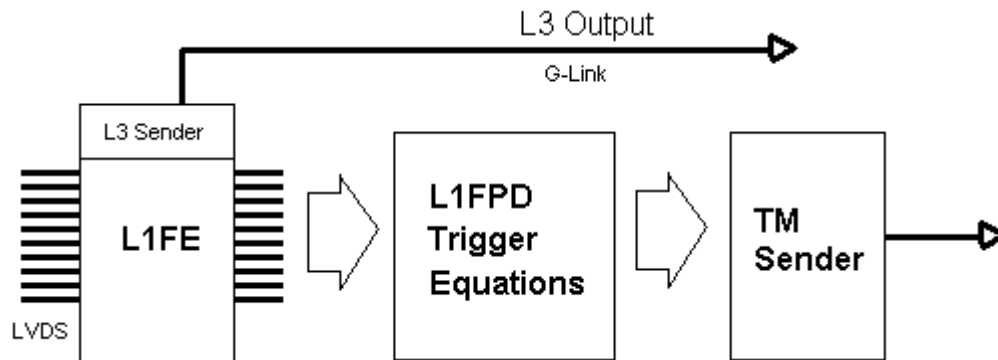 L3 Output
G-Link
L3 Sender
L1FE
LVDS
L1FPD
Trigger
Equations
TM
Sender